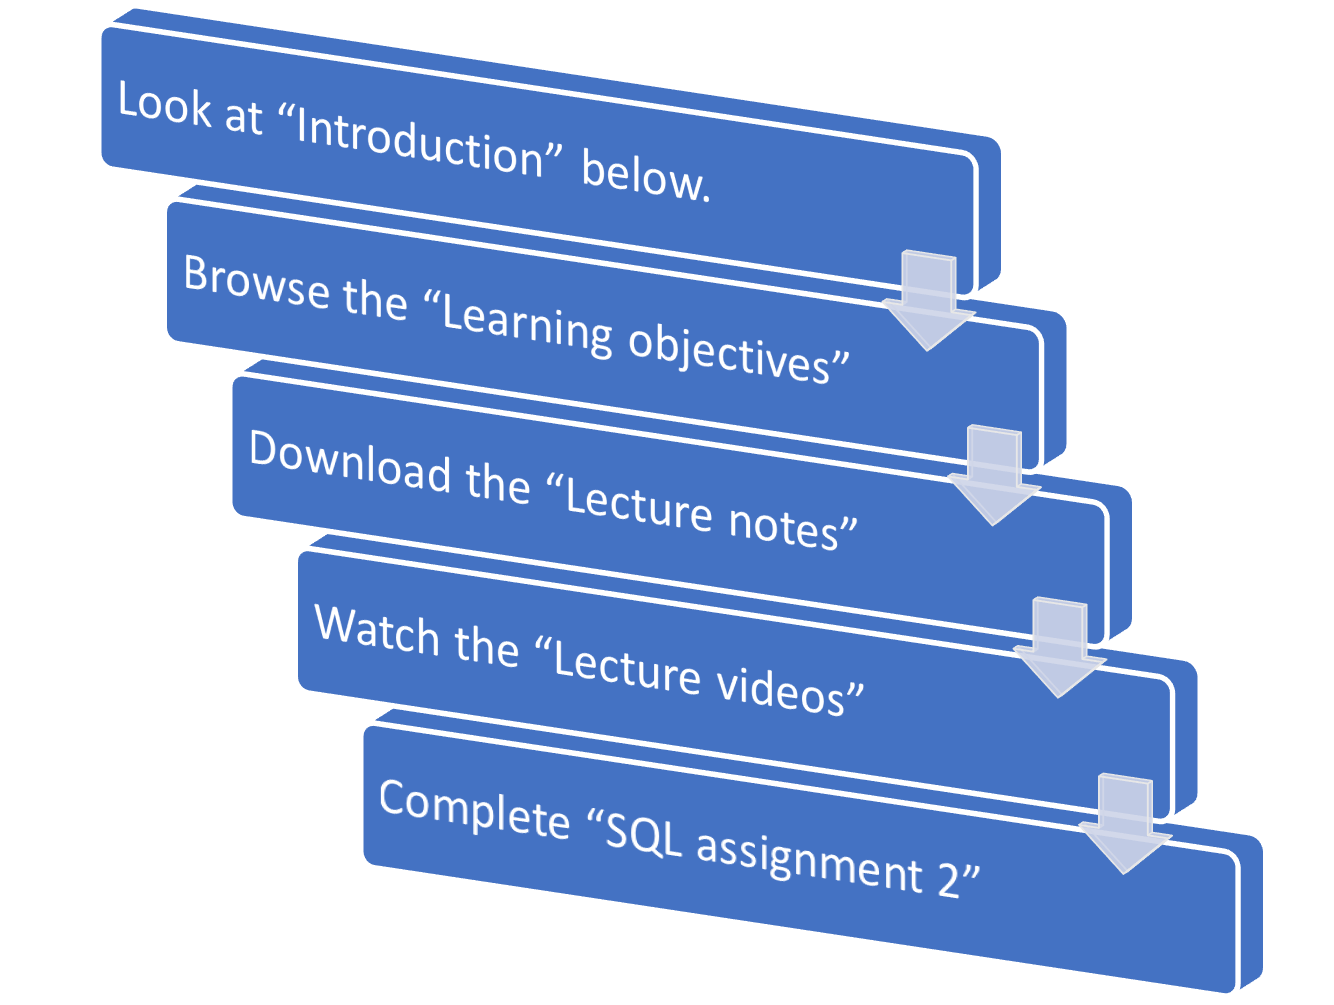 Look at “Introduction” below.
Browse the “Learning objectives”
Download the “Lecture notes”
Watch the “Lecture videos”
Complete “SQL assignment 2”